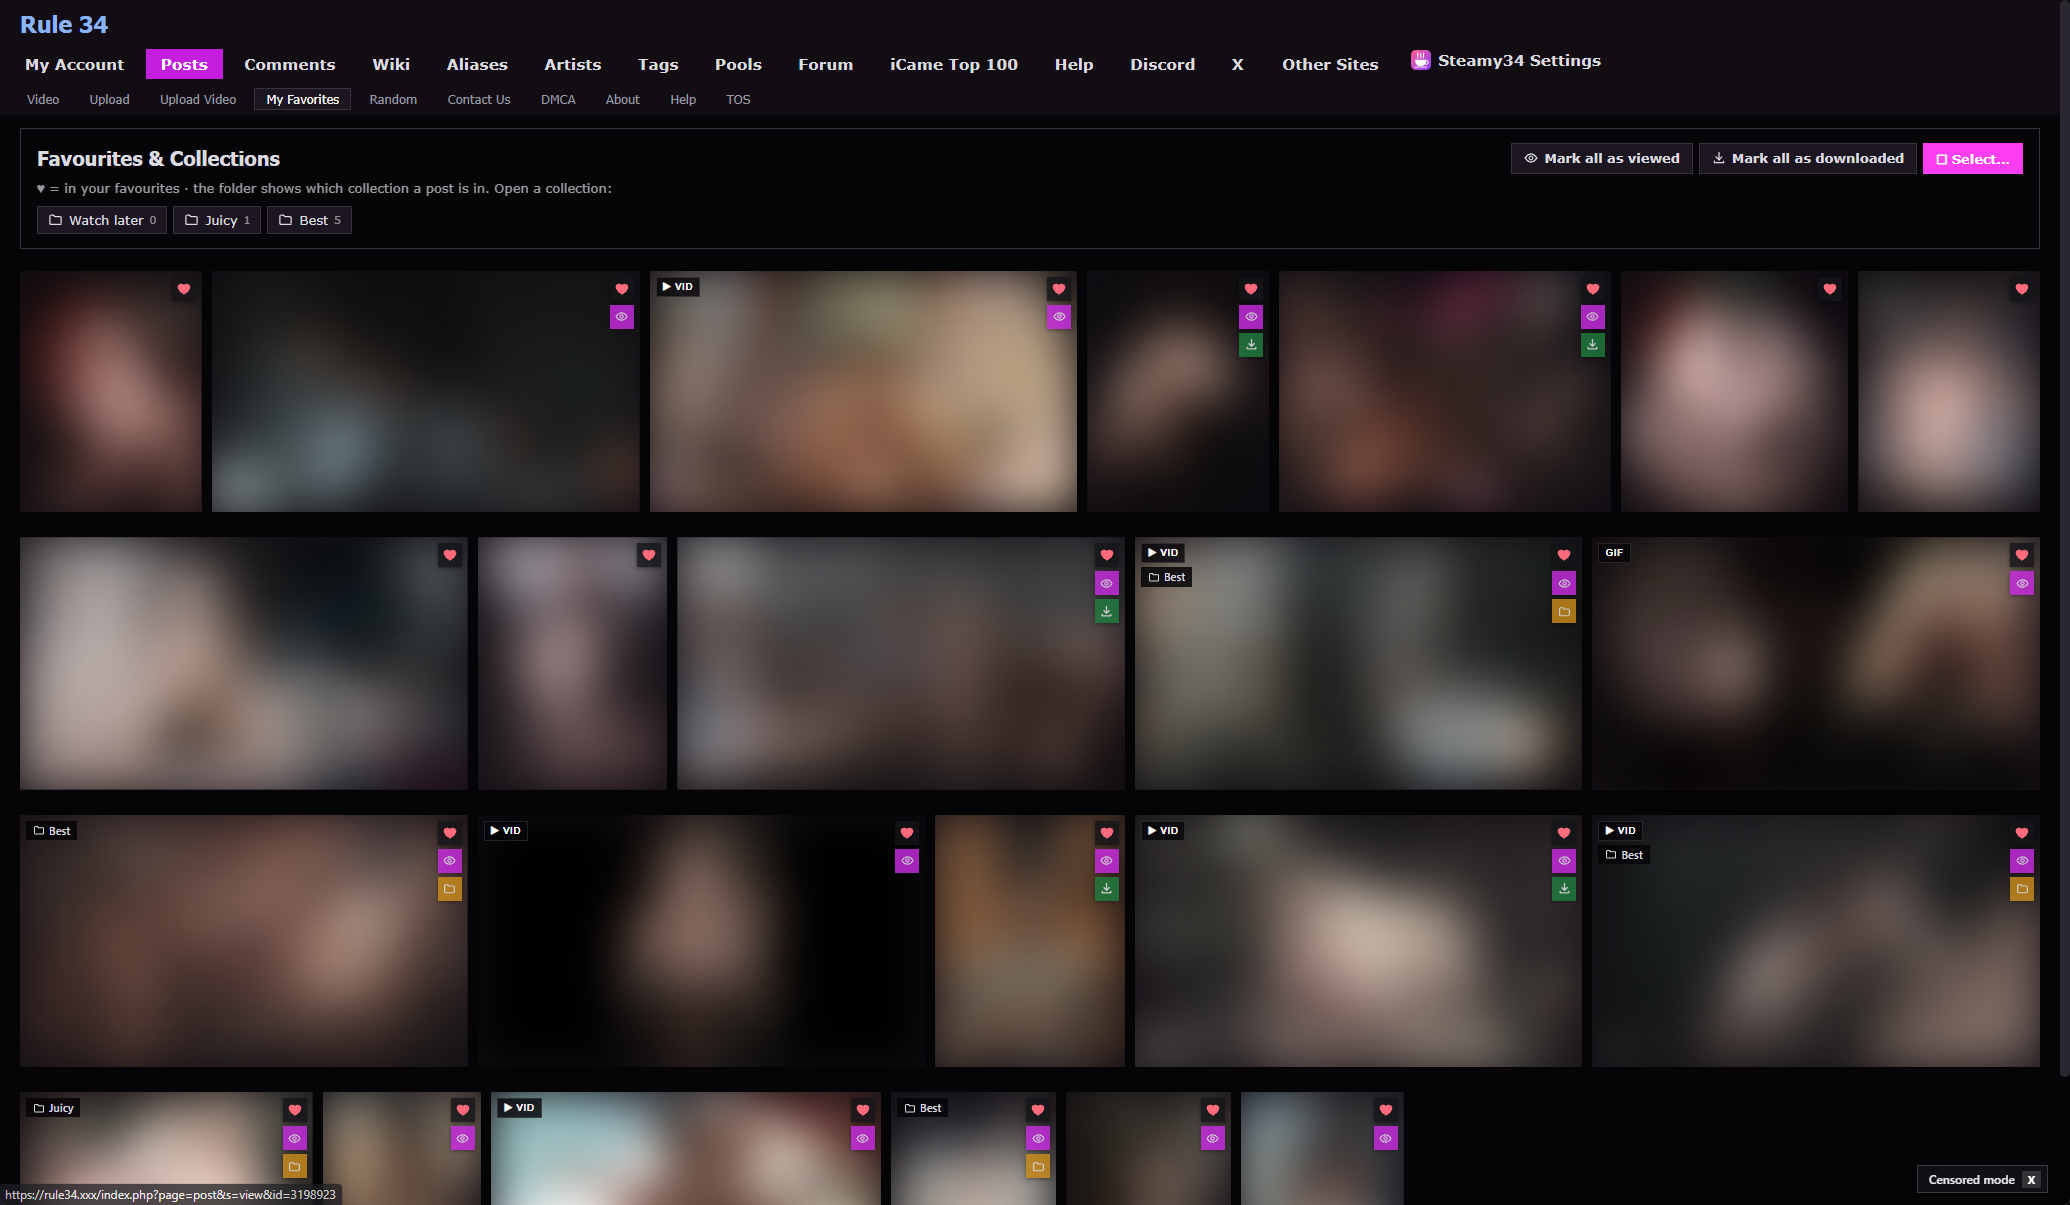 Rule 34
My Account Posts Comments Wiki Aliases Artists Tags Pools Forum iCame Top 100 Help Discord X Other Sites Steamy34 Settings
Video Upload Upload Video My Favorites Random Contact Us DMCA About Help TOS
Favourites & Collections
Mark all as viewed Mark all as downloaded Select...
♥ = in your favourites · the folder shows which collection a post is in. Open a collection:
Watch later 0 Juicy 1 Best 5
VID
VID
GIF
Best
Best
VID
VID
VID
Best
Juicy
VID
Best
Censored mode X
https://rule34.xxx/index.php?page=post&s=view&id=3198923